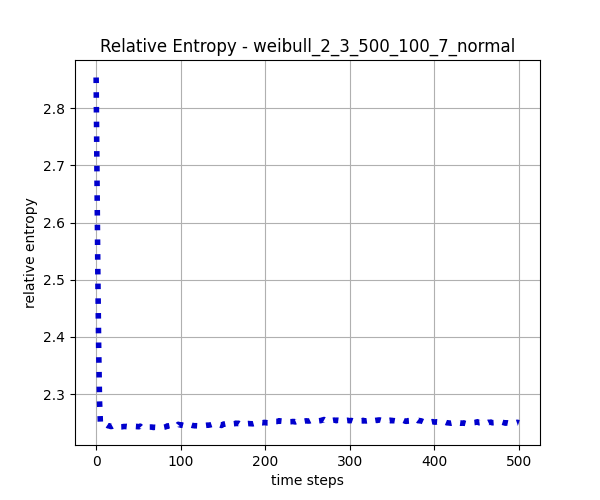 Relative Entropy - weibull_2_3_500_100_7_normal
relative entropy
2.8
2.7
2.6
2.5
2.4
2.3
0 100 200 300 400 500
time steps